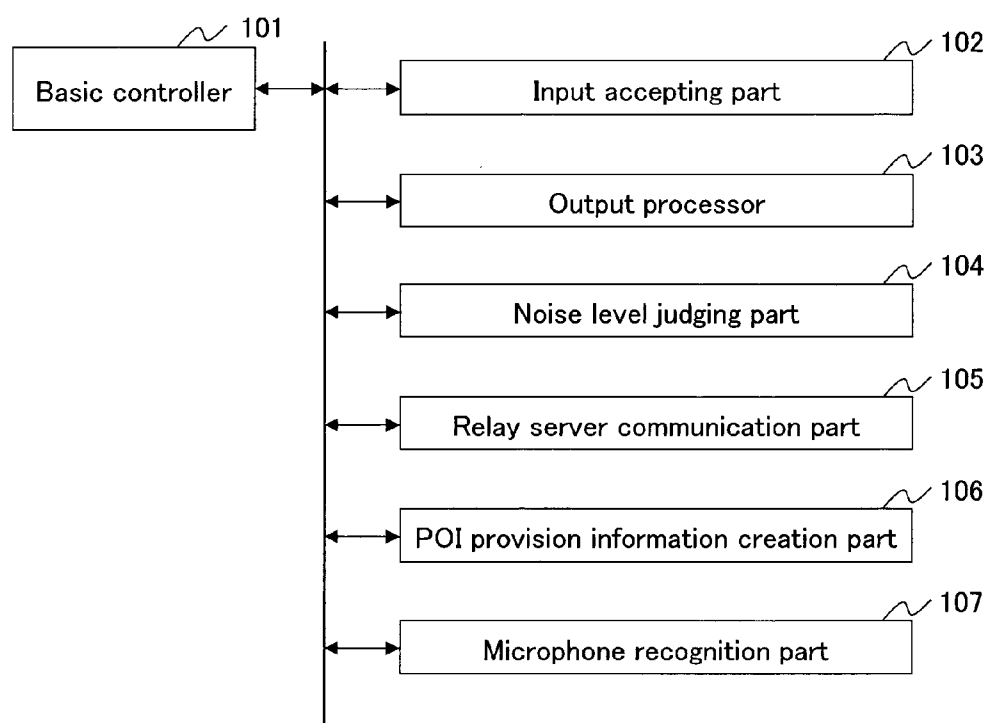 101
Basic controller
102
Input accepting part
103
Output processor
104
Noise level judging part
105
Relay server communication part
106
POI provision information creation part
107
Microphone recognition part